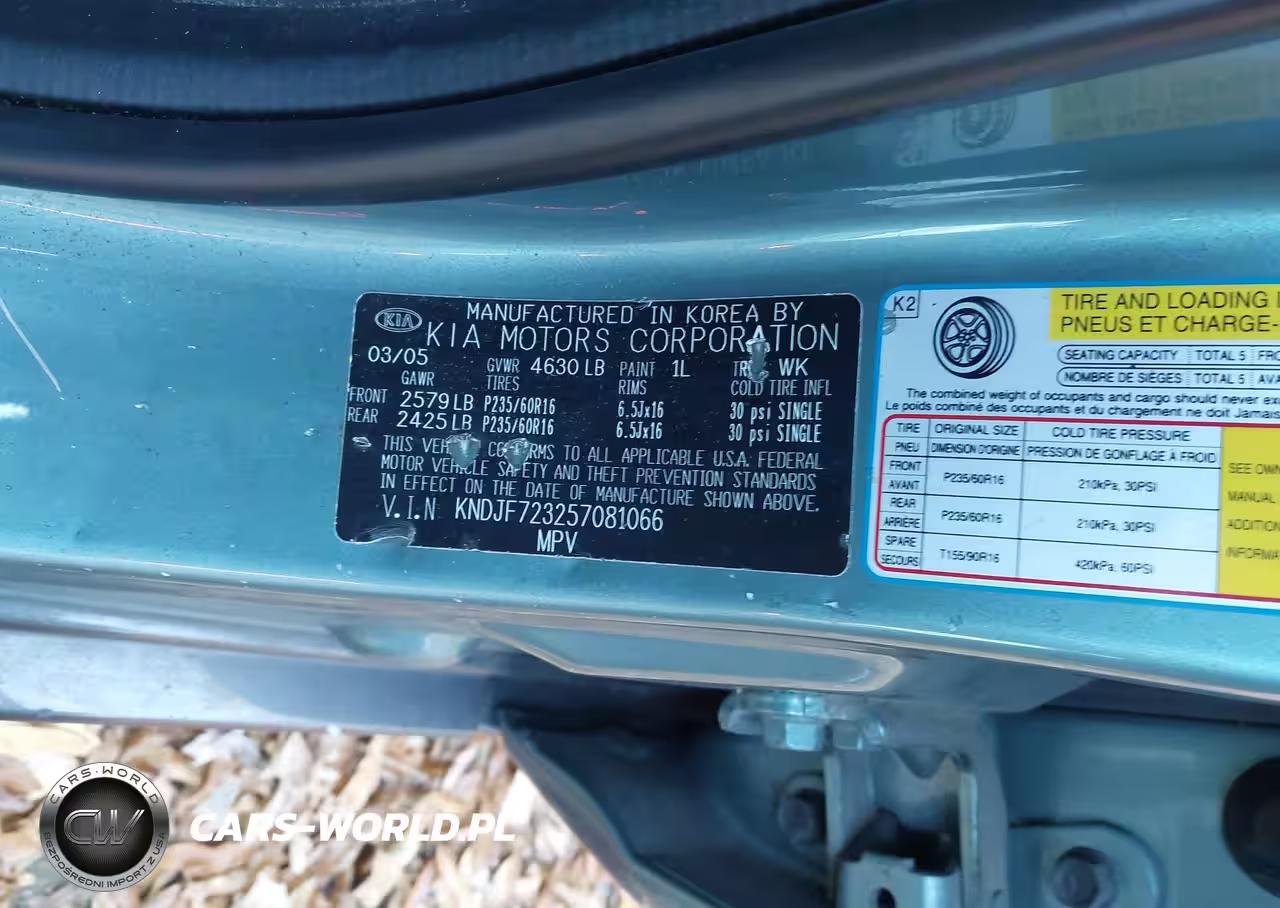 MANUFACTURED IN KOREA BY
KIA
KIA MOTORS CORPORATION
03/05
GVWR 4630 LB
PAINT 1L
WK
GAWR
TIRES
RIMS
COLD TIRE INFL
FRONT 2579 LB P235/60R16 6.5Jx16 30 psi SINGLE
REAR 2425 LB P235/60R16 6.5Jx16 30 psi SINGLE
THIS TO ALL APPLICABLE U.S.A. FEDERAL
MOTOR VEHICLE SAFETY AND THEFT PREVENTION STANDARDS
IN EFFECT ON THE DATE OF MANUFACTURE SHOWN ABOVE.
V.I.N KNDJF723257081066
MPV
K2
TIRE AND LOADING
PNEUS ET CHARGE-
SEATING CAPACITY TOTAL 5
NOMBRE DE SIÈGES TOTAL 5
The combined weight of occupants and cargo should never
Le poids combiné des occupants et du chargement ne doit Jamais
TIRE ORIGINAL SIZE COLD TIRE PRESSURE
PNEU DIMENSION D'ORIGINE PRESSION DE GONFLAGE À FROID
FRONT
AVANT P235/60R16 210kPa, 30PSI
REAR
ARRIÈRE P235/60R16 210kPa, 30PSI
SPARE
SECOURS T155/90R16 420kPa, 60PSI
SEE
MANUAL
CARS-WORLD
CW
BEZPOŚREDNI IMPORT Z USA
CARS-WORLD.PL